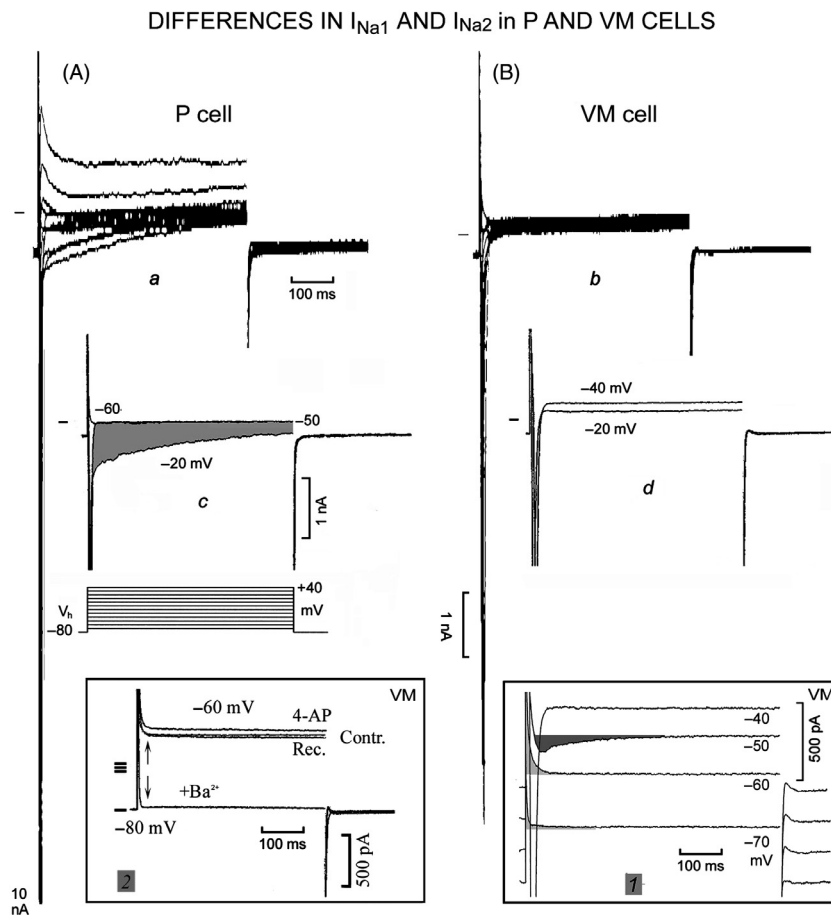 DIFFERENCES IN INa1 AND INa2 in P AND VM CELLS
(A)
P cell
a
100 ms
(B)
VM cell
b
–60
–50
–20 mV
c
1 nA
–40 mV
–20 mV
d
Vh
–80
+40
mV
1 nA
10
nA
VM
–60 mV
4-AP
Contr.
Rec.
+Ba2+
–80 mV
100 ms
500 pA
2
VM
–40
–50
–60
–70
mV
500 pA
100 ms
1